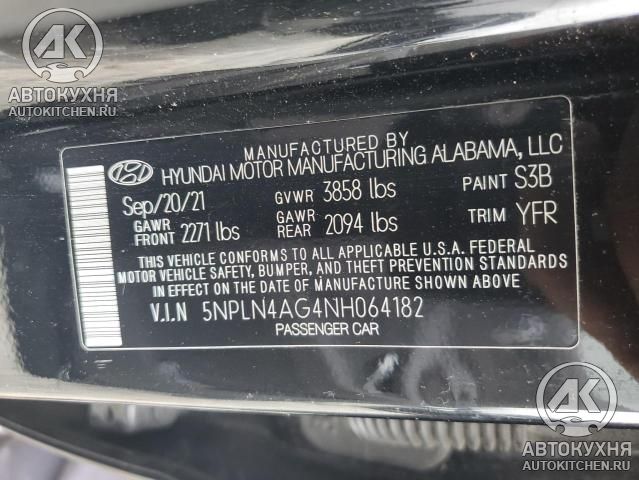 АВТОКУХНЯ
AUTOKITCHEN.RU
MANUFACTURED BY
HYUNDAI MOTOR MANUFACTURING ALABAMA, LLC
Sep/20/21 GVWR 3858 lbs PAINT S3B
GAWR FRONT 2271 lbs GAWR REAR 2094 lbs TRIM YFR
THIS VEHICLE CONFORMS TO ALL APPLICABLE U.S.A. FEDERAL
MOTOR VEHICLE SAFETY, BUMPER, AND THEFT PREVENTION STANDARDS
IN EFFECT ON THE DATE OF MANUFACTURE SHOWN ABOVE
V.I.N 5NPLN4AG4NH064182
PASSENGER CAR
АК
АВТОКУХНЯ
AUTOKITCHEN.RU